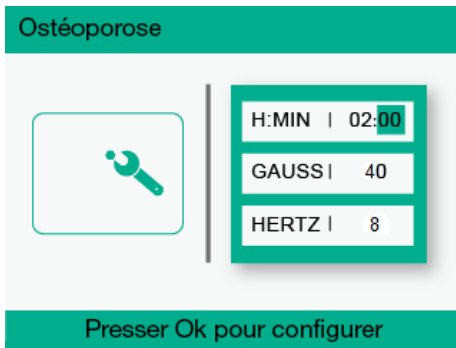 Ostéoporose
H:MIN | 02:00
GAUSS | 40
HERTZ | 8
Presser Ok pour configurer